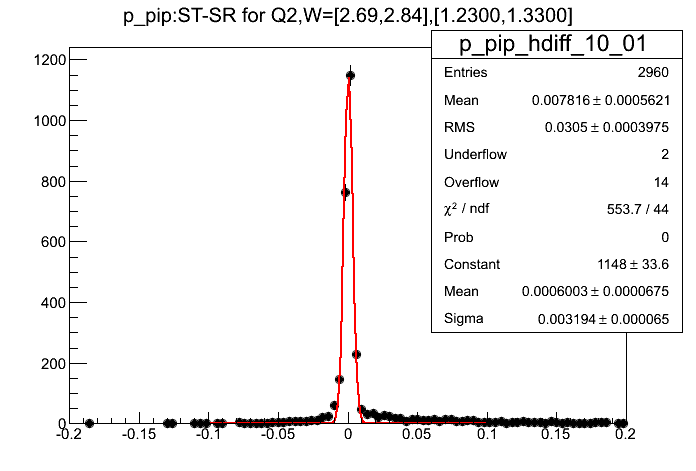 p_pip:ST-SR for Q2,W=[2.69,2.84],[1.2300,1.3300]
p_pip_hdiff_10_01
Entries 2960
Mean 0.007816 ± 0.0005621
RMS 0.0305 ± 0.0003975
Underflow 2
Overflow 14
χ² / ndf 553.7 / 44
Prob 0
Constant 1148 ± 33.6
Mean 0.0006003 ± 0.0000675
Sigma 0.003194 ± 0.000065
1200
1000
800
600
400
200
0
-0.2 -0.15 -0.1 -0.05 0 0.05 0.1 0.15 0.2